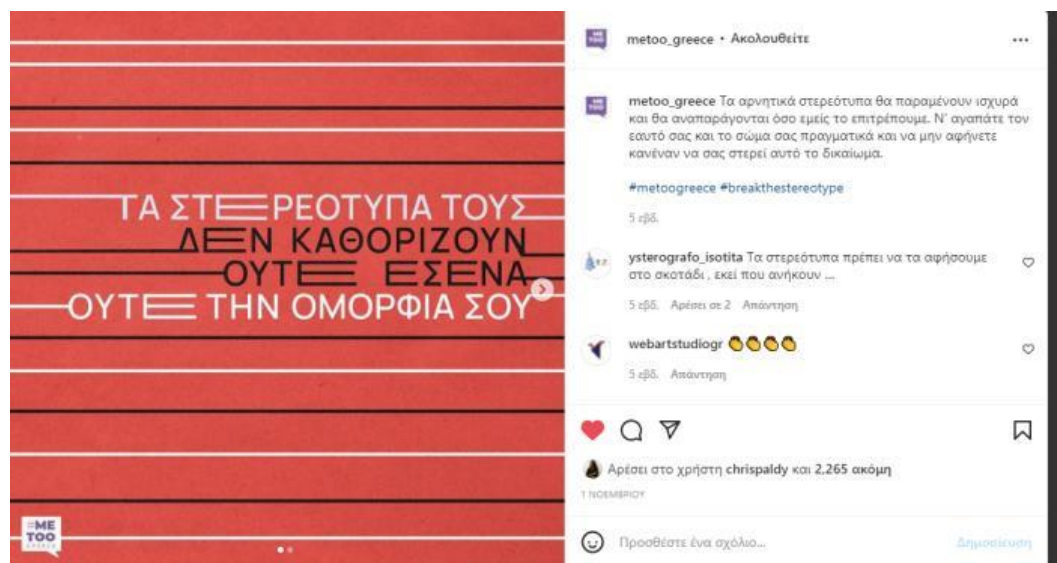 ΤΑ ΣΤΕΡΕΟΤΥΠΑ ΤΟΥΣ
ΔΕΝ ΚΑΘΟΡΙΖΟΥΝ
ΟΥΤΕ ΕΣΕΝΑ
ΟΥΤΕ ΤΗΝ ΟΜΟΡΦΙΑ ΣΟΥ
#ME
TOO
metoo_greece • Ακολουθείτε
metoo_greece Τα αρνητικά στερεότυπα θα παραμένουν ισχυρά
και θα αναπαράγονται όσο εμείς το επιτρέπουμε. Ν' αγαπάτε τον
εαυτό σας και το σώμα σας πραγματικά και να μην αφήνετε
κανέναν να σας στερεί αυτό το δικαίωμα.
#metoogreece #breakthestereotype
5 εβδ.
ysterografo_isotita Τα στερεότυπα πρέπει να τα αφήσουμε
στο σκοτάδι , εκεί που ανήκουν ...
5 εβδ. Αρέσει σε 2 Απάντηση
webartstudiogr 👏👏👏👏
5 εβδ. Απάντηση
Αρέσει στο χρήστη chrispaldy και 2,265 ακόμη
1 ΝΟΕΜΒΡΙΟΥ
Προσθέστε ένα σχόλιο...
Δημοσίευση